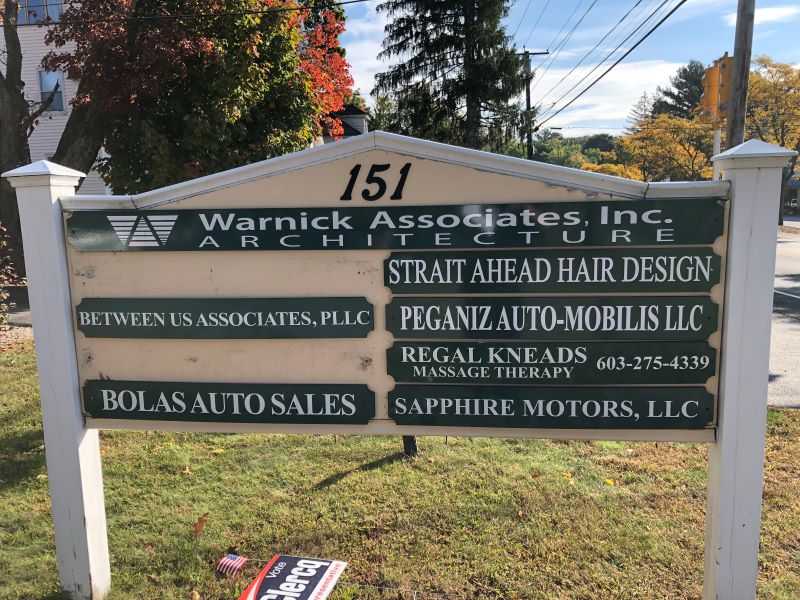 151
Warnick Associates, Inc.
ARCHITECTURE
STRAIT AHEAD HAIR DESIGN
BETWEEN US ASSOCIATES, PLLC
PEGANIZ AUTO-MOBILIS LLC
REGAL KNEADS
MASSAGE THERAPY
603-275-4339
BOLAS AUTO SALES
SAPPHIRE MOTORS, LLC
Vote
Clercq